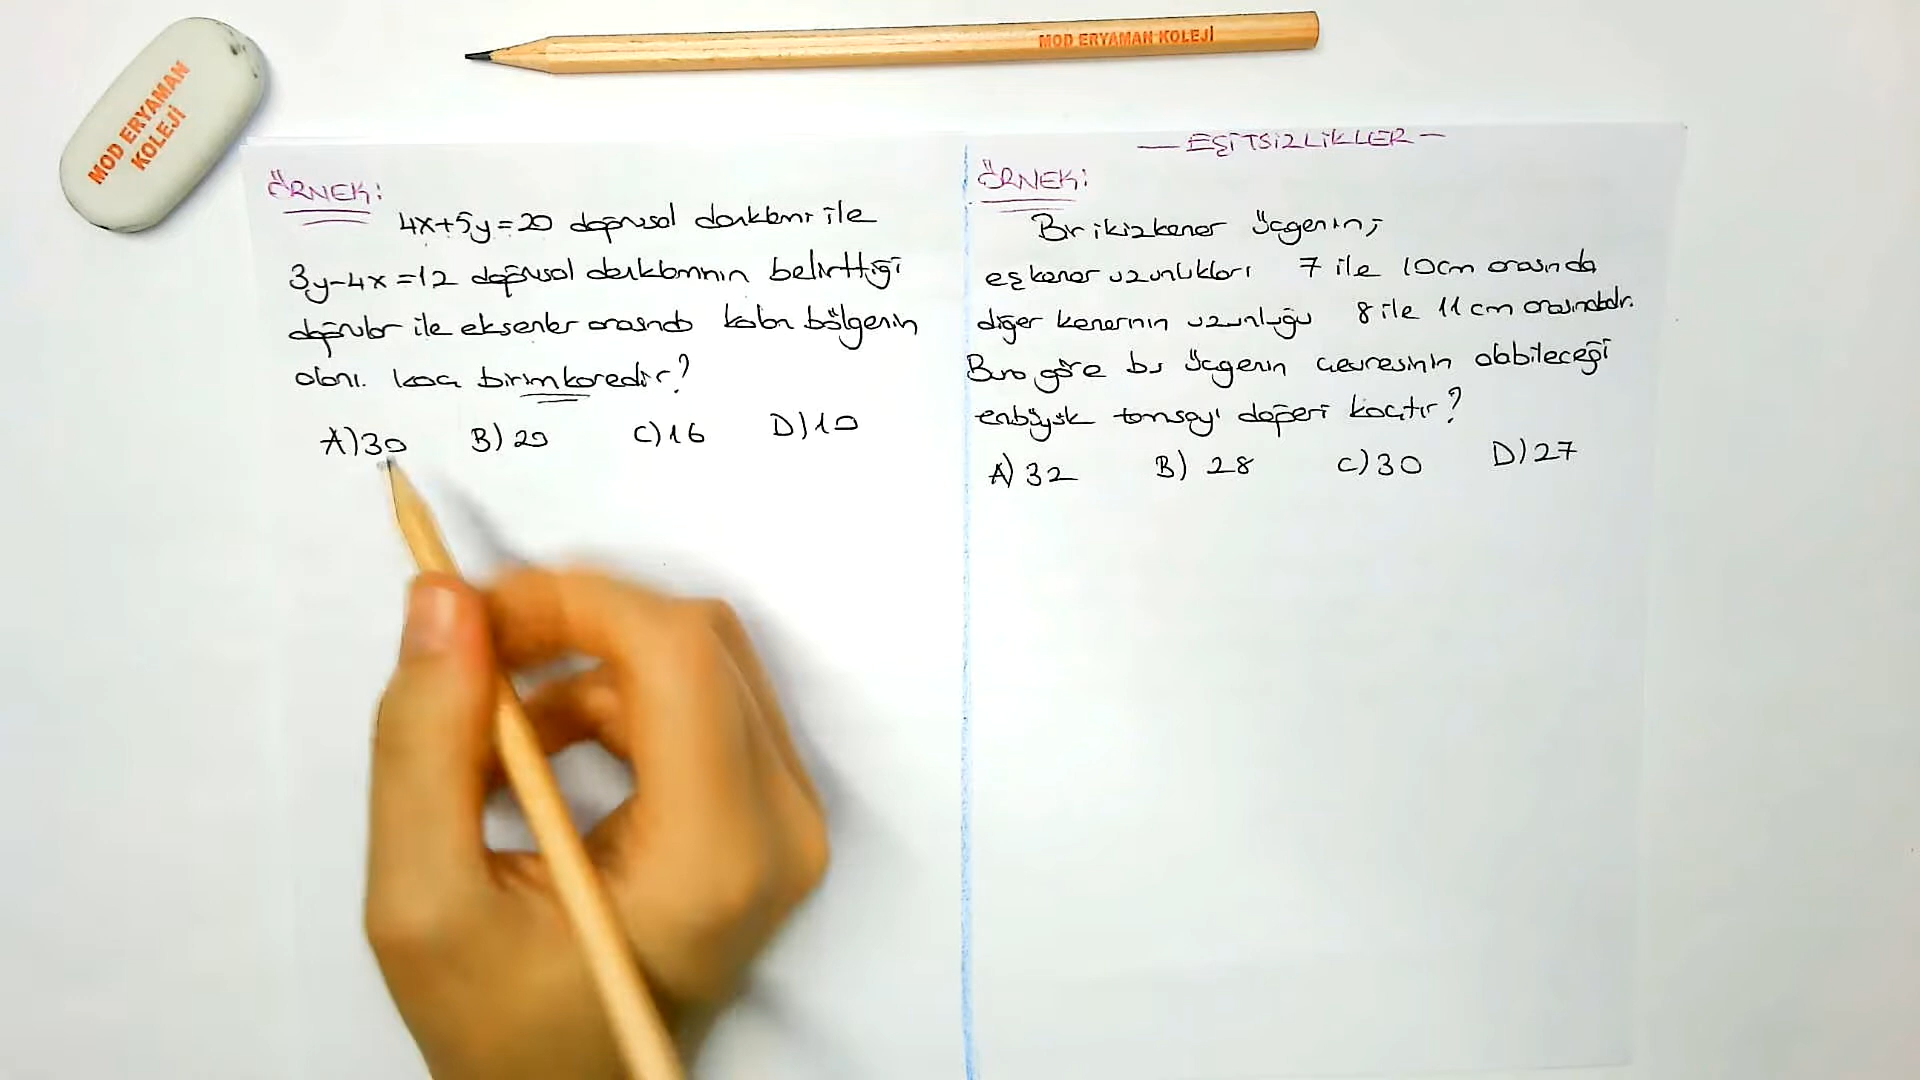 MOD ERYAMAN
KOLEJİ
MOD ERYAMAN KOLEJİ
ÖRNEK:
4x+5y=20 doğrusal denklemi ile
3y-4x=12 doğrusal denkleminin belirttiği
doğrular ile eksenler arasında kalan bölgenin
alanı kaç birimkaredir?
A)30 B)20 C)16 D)10
— EŞİTSİZLİKLER —
ÖRNEK:
Bir ikizkenar üçgenin;
eşkenar uzunlukları 7 ile 10cm arasında
diğer kenarının uzunluğu 8 ile 11 cm arasındadır.
Buna göre bu üçgenin çevresinin alabileceği
enbüyük tamsayı değeri kaçtır?
A) 32 B) 28 C)30 D)27